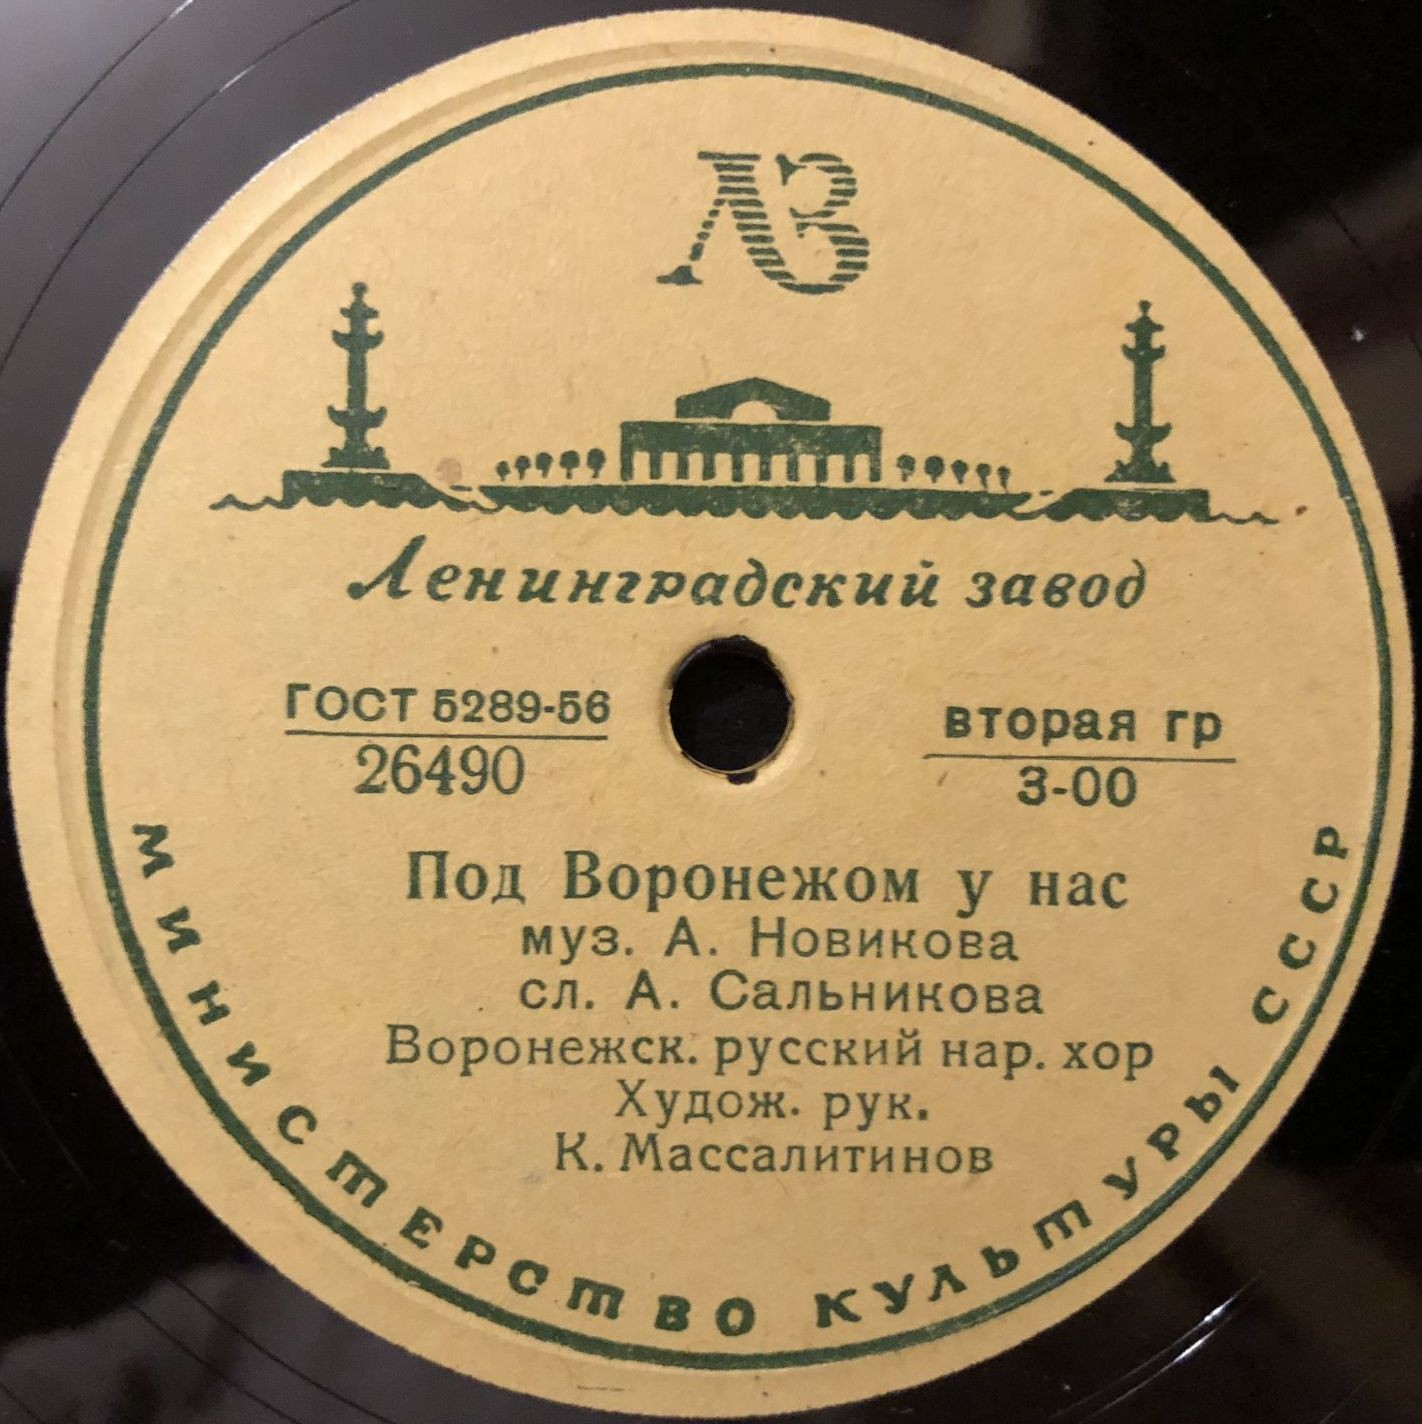 ЛЗ
Ленинградский завод
ГОСТ 5289-56
26490
вторая гр
3-00
Под Воронежом у нас
муз. А. Новикова
сл. А. Сальникова
Воронежск. русский нар. хор
Худож. рук.
К. Массалитинов
МИНИСТЕРСТВО КУЛЬТУРЫ СССР